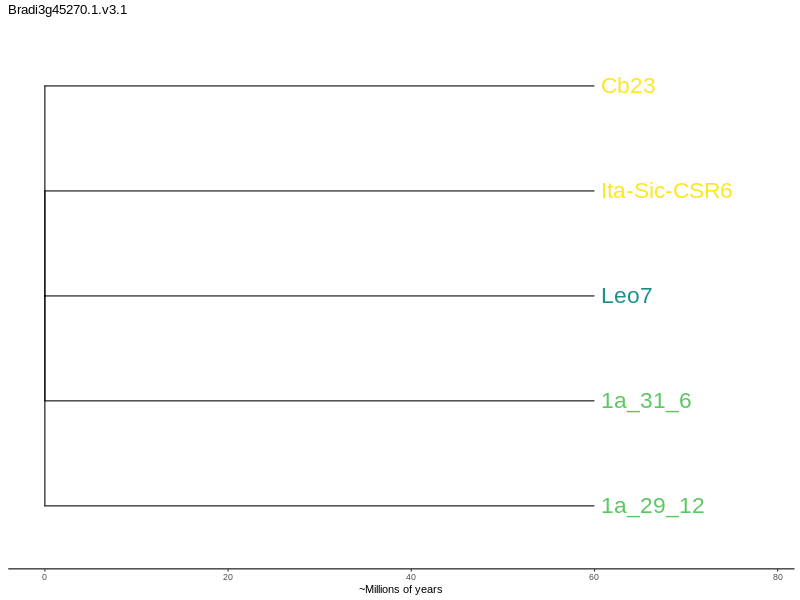 Bradi3g45270.1.v3.1
Cb23
Ita-Sic-CSR6
Leo7
1a_31_6
1a_29_12
0 20 40 60 80
~Millions of years